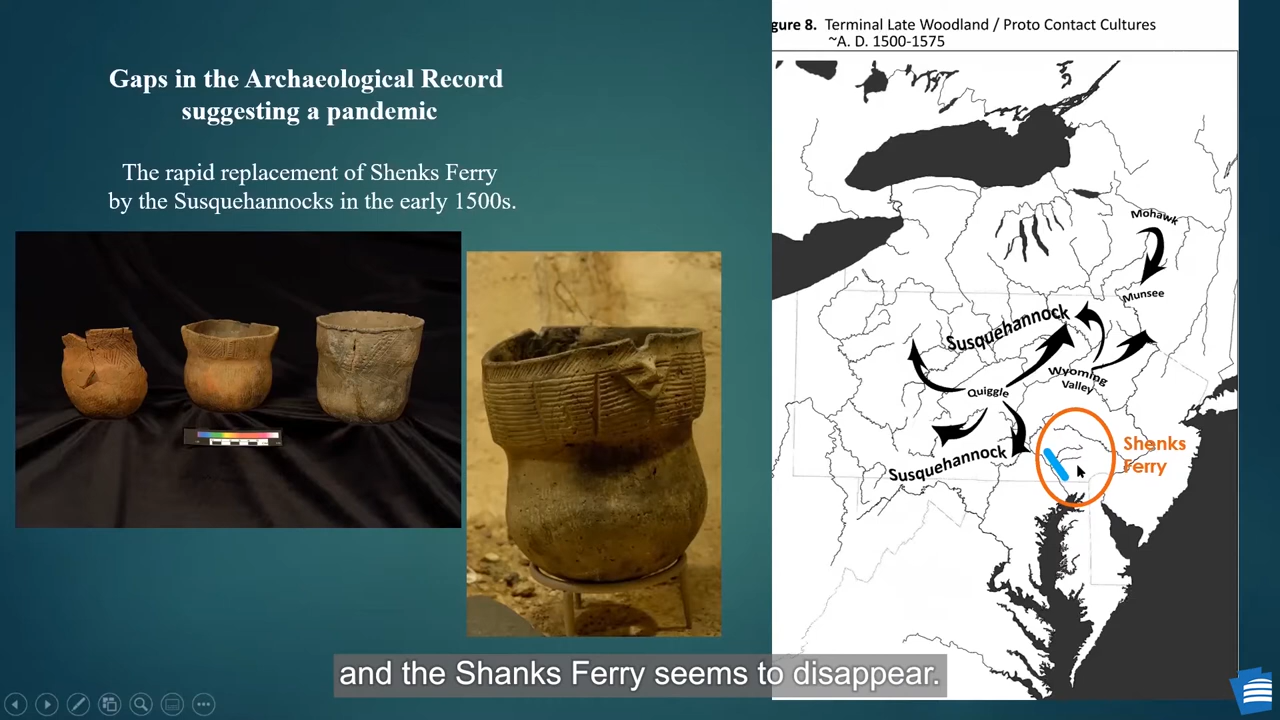 Gaps in the Archaeological Record
suggesting a pandemic
The rapid replacement of Shenks Ferry
by the Susquehannocks in the early 1500s.
gure 8. Terminal Late Woodland / Proto Contact Cultures
~A. D. 1500-1575
Mohawk
Munsee
Susquehannock
Wyoming
Valley
Quiggle
Shenks
Ferry
Susquehannock
and the Shanks Ferry seems to disappear.